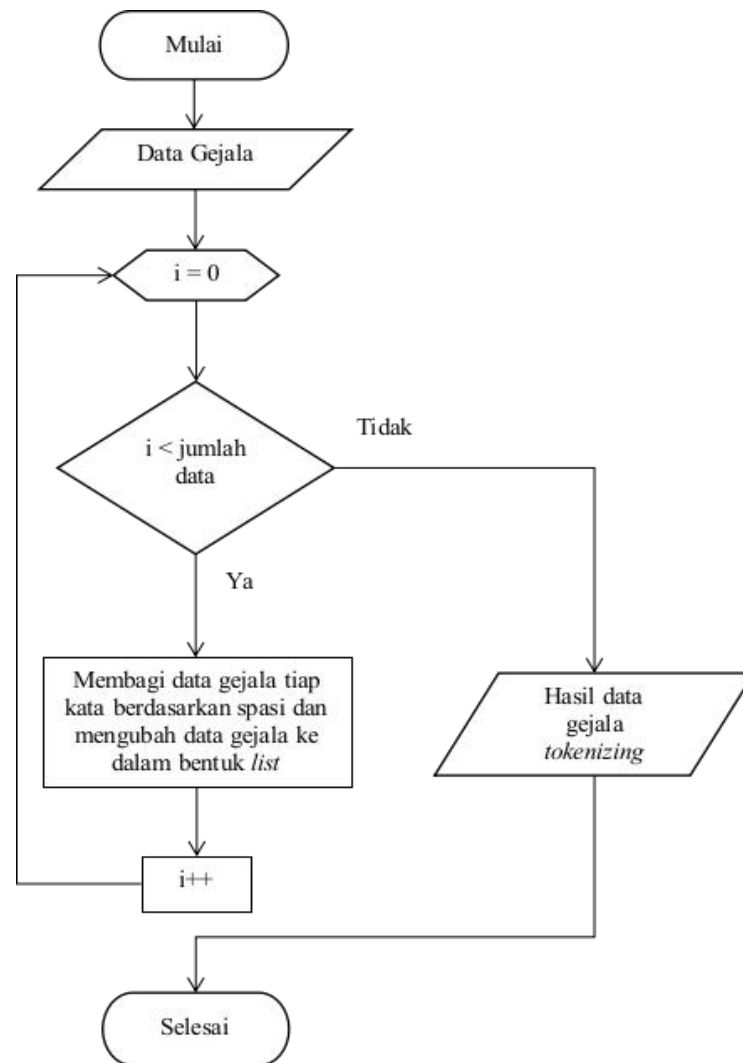 Mulai
Data Gejala
i = 0
i < jumlah
data
Tidak
Ya
Membagi data gejala tiap
kata berdasarkan spasi dan
mengubah data gejala ke
dalam bentuk list
Hasil data
gejala
tokenizing
i++
Selesai